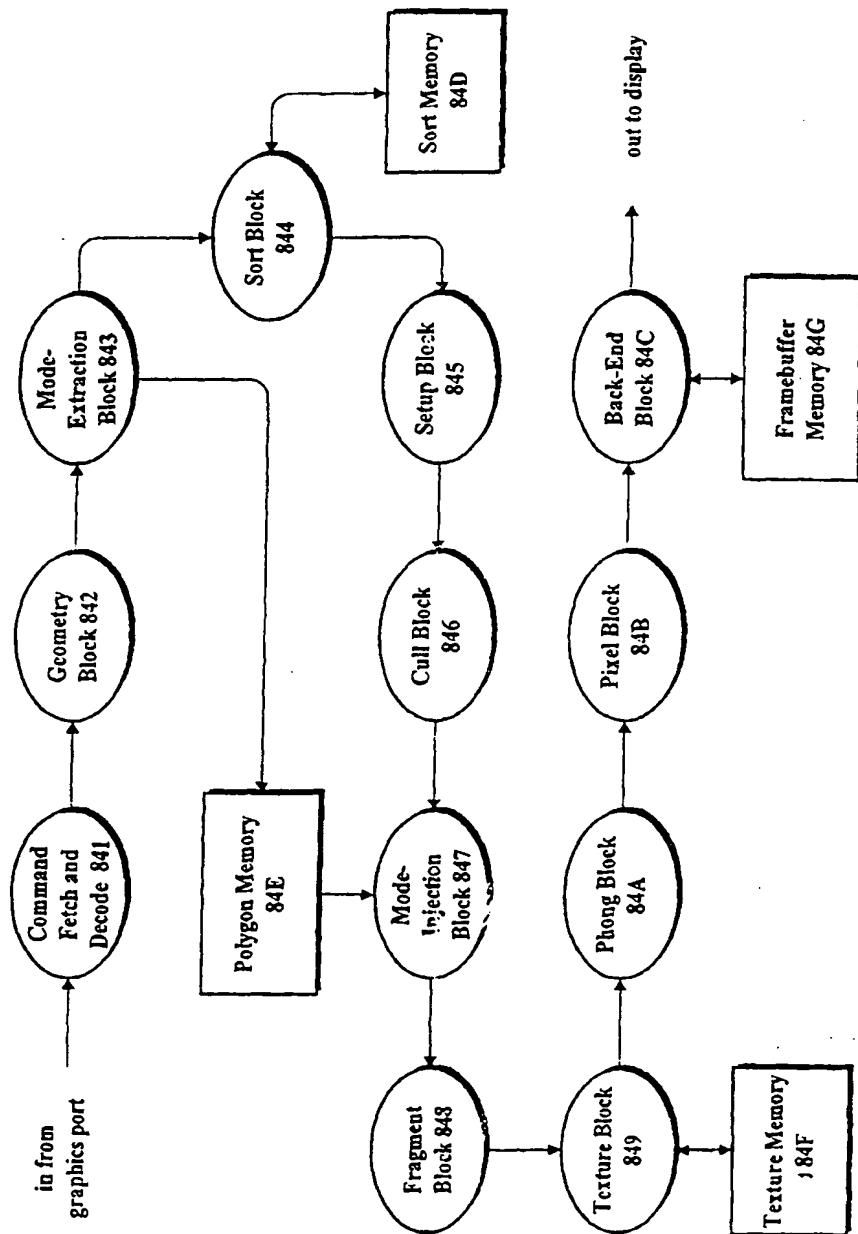 in from
graphics port
Command
Fetch and
Decode 841
Geometry
Block 842
Mode-
Extraction
Block 843
Sort Block
844
Sort Memory
84D
Polygon Memory
84E
Mode-
Injection
Block 847
Cull Block
846
Setup Block
845
Fragment
Block 848
Texture Block
849
Phong Block
84A
Pixel Block
84B
Back-End
Block 84C
out to display
Texture Memory
84F
Framebuffer
Memory 84G